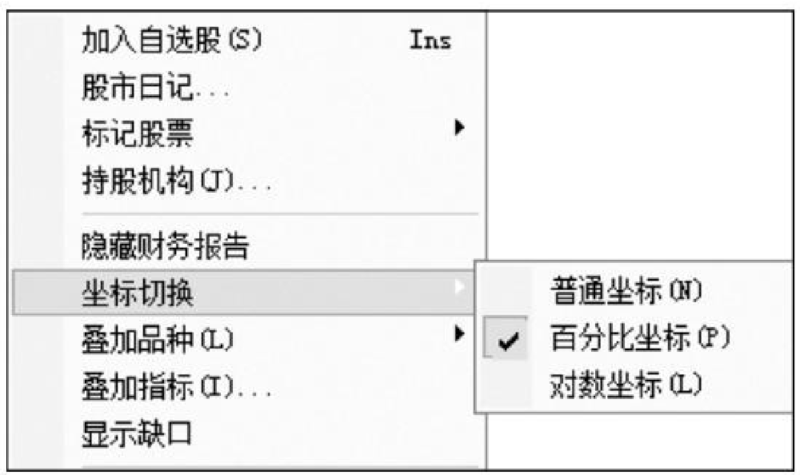 加入自选股(S) Ins
股市日记...
标记股票
持股机构(J)...
隐藏财务报告
坐标切换
普通坐标(N)
百分比坐标(P)
对数坐标(L)
叠加品种(L)
叠加指标(I)...
显示缺口